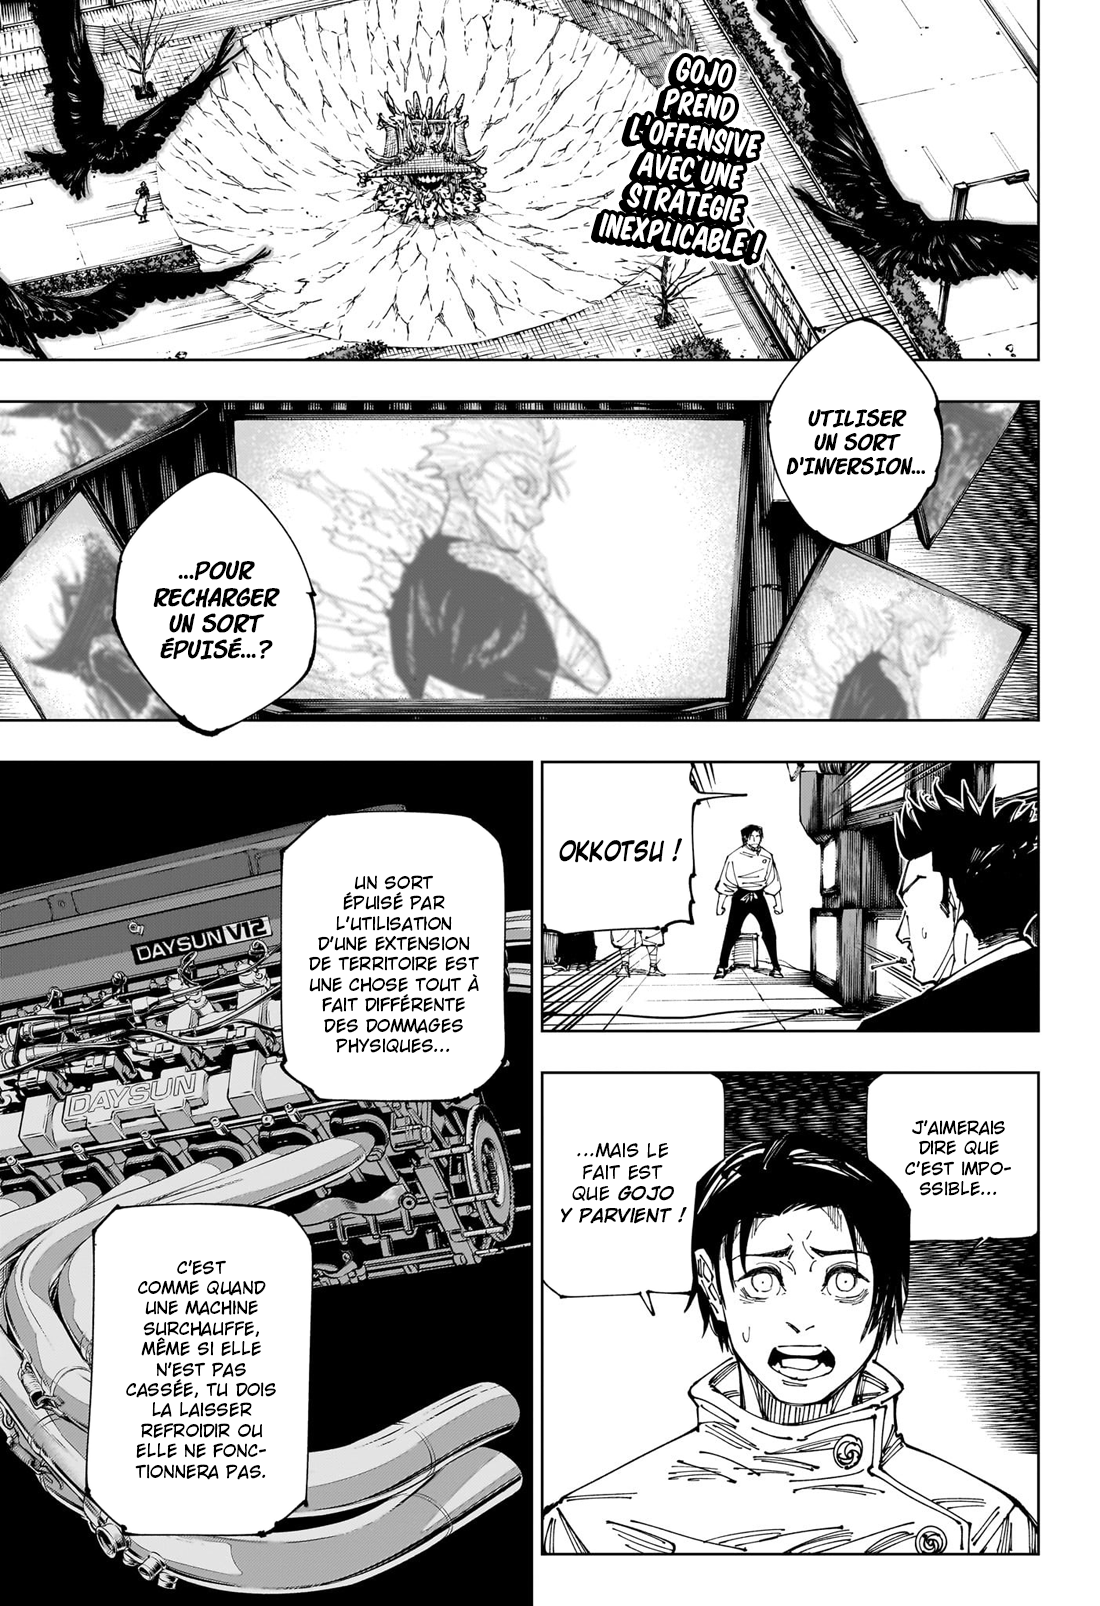 GOJO
PREND
L'OFFENSIVE
AVEC UNE
STRATÉGIE
INEXPLICABLE !
UTILISER
UN SORT
D'INVERSION...
...POUR
RECHARGER
UN SORT
ÉPUISÉ...?
OKKOTSU !
J'AIMERAIS
DIRE QUE
C'EST IMPO-
SSIBLE...
...MAIS LE
FAIT EST
QUE GOJO
Y PARVIENT !
UN SORT
ÉPUISÉ PAR
L'UTILISATION
D'UNE EXTENSION
DE TERRITOIRE EST
UNE CHOSE TOUT À
FAIT DIFFÉRENTE
DES DOMMAGES
PHYSIQUES...
DAYSUN V12
DAYSUN
C'EST
COMME QUAND
UNE MACHINE
SURCHAUFFE,
MÊME SI ELLE
N'EST PAS
CASSÉE, TU DOIS
LA LAISSER
REFROIDIR OU
ELLE NE FONC-
TIONNERA PAS.